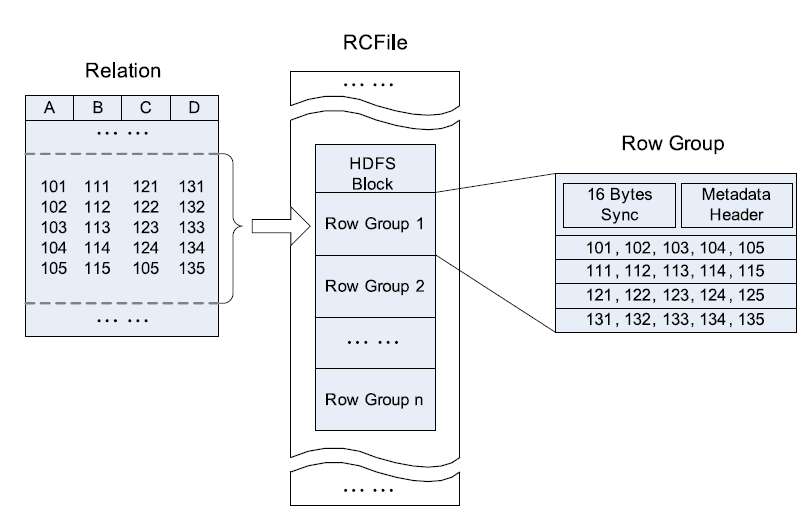 RCFile
Relation
A B C D
... ...
101 111 121 131
102 112 122 132
103 113 123 133
104 114 124 134
105 115 105 135
... ...
... ...
HDFS
Block
Row Group 1
Row Group 2
... ...
Row Group n
... ...
Row Group
16 Bytes
Sync
Metadata
Header
101, 102, 103, 104, 105
111, 112, 113, 114, 115
121, 122, 123, 124, 125
131, 132, 133, 134, 135